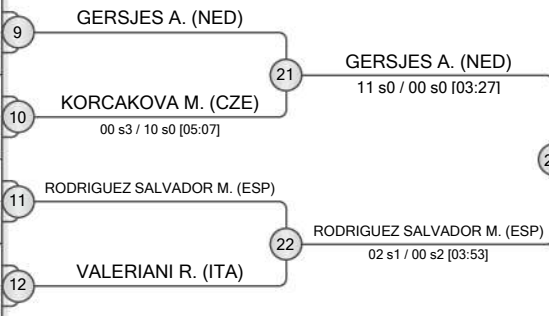 9
GERSJES A. (NED)
21
GERSJES A. (NED)
11 s0 / 00 s0 [03:27]
10
KORCAKOVA M. (CZE)
00 s3 / 10 s0 [05:07]
11
RODRIGUEZ SALVADOR M. (ESP)
22
RODRIGUEZ SALVADOR M. (ESP)
02 s1 / 00 s2 [03:53]
12
VALERIANI R. (ITA)